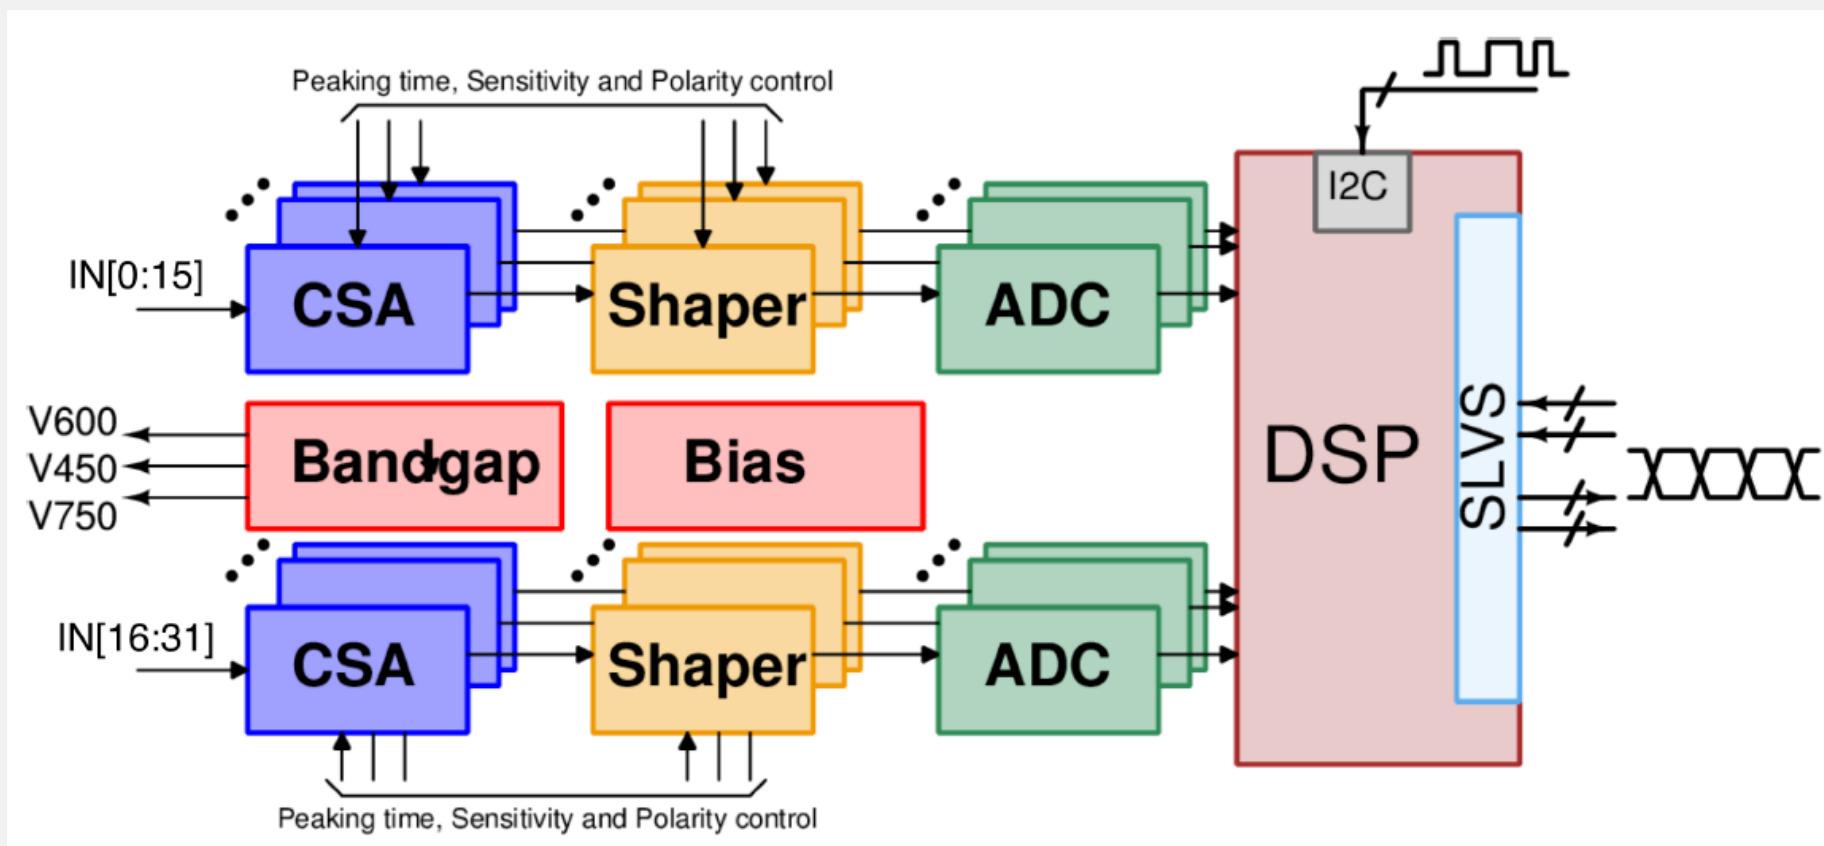 Peaking time, Sensitivity and Polarity control
I2C
IN[0:15]
CSA
Shaper
ADC
V600
V450
V750
Bandgap
Bias
DSP
SLVS
IN[16:31]
CSA
Shaper
ADC
Peaking time, Sensitivity and Polarity control